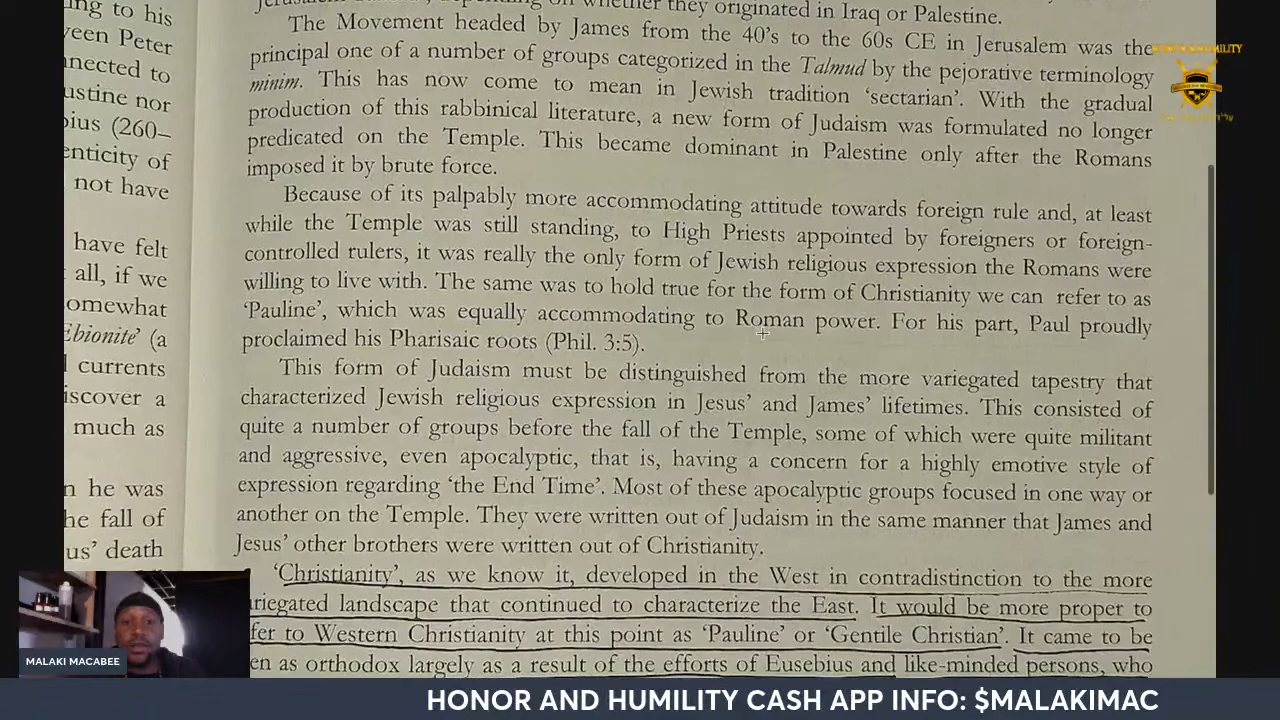 ing to his
veen Peter
nnected to
ustine nor
bius (260–
enticity of
not have
have felt
all, if we
omewhat
Ebionite' (a
l currents
iscover a
much as
n he was
he fall of
us' death
whether they originated in Iraq or Palestine.
The Movement headed by James from the 40's to the 60s CE in Jerusalem was the
principal one of a number of groups categorized in the Talmud by the pejorative terminology
minim. This has now come to mean in Jewish tradition 'sectarian'. With the gradual
production of this rabbinical literature, a new form of Judaism was formulated no longer
predicated on the Temple. This became dominant in Palestine only after the Romans
imposed it by brute force.
Because of its palpably more accommodating attitude towards foreign rule and, at least
while the Temple was still standing, to High Priests appointed by foreigners or foreign-
controlled rulers, it was really the only form of Jewish religious expression the Romans were
willing to live with. The same was to hold true for the form of Christianity we can refer to as
'Pauline', which was equally accommodating to Roman power. For his part, Paul proudly
proclaimed his Pharisaic roots (Phil. 3:5).
This form of Judaism must be distinguished from the more variegated tapestry that
characterized Jewish religious expression in Jesus' and James' lifetimes. This consisted of
quite a number of groups before the fall of the Temple, some of which were quite militant
and aggressive, even apocalyptic, that is, having a concern for a highly emotive style of
expression regarding 'the End Time'. Most of these apocalyptic groups focused in one way or
another on the Temple. They were written out of Judaism in the same manner that James and
Jesus' other brothers were written out of Christianity.
'Christianity', as we know it, developed in the West in contradistinction to the more
riegated landscape that continued to characterize the East. It would be more proper to
fer to Western Christianity at this point as 'Pauline' or 'Gentile Christian'. It came to be
en as orthodox largely as a result of the efforts of Eusebius and like-minded persons, who
MALAKI MACABEE
HONOR AND HUMILITY CASH APP INFO: $MALAKIMAC